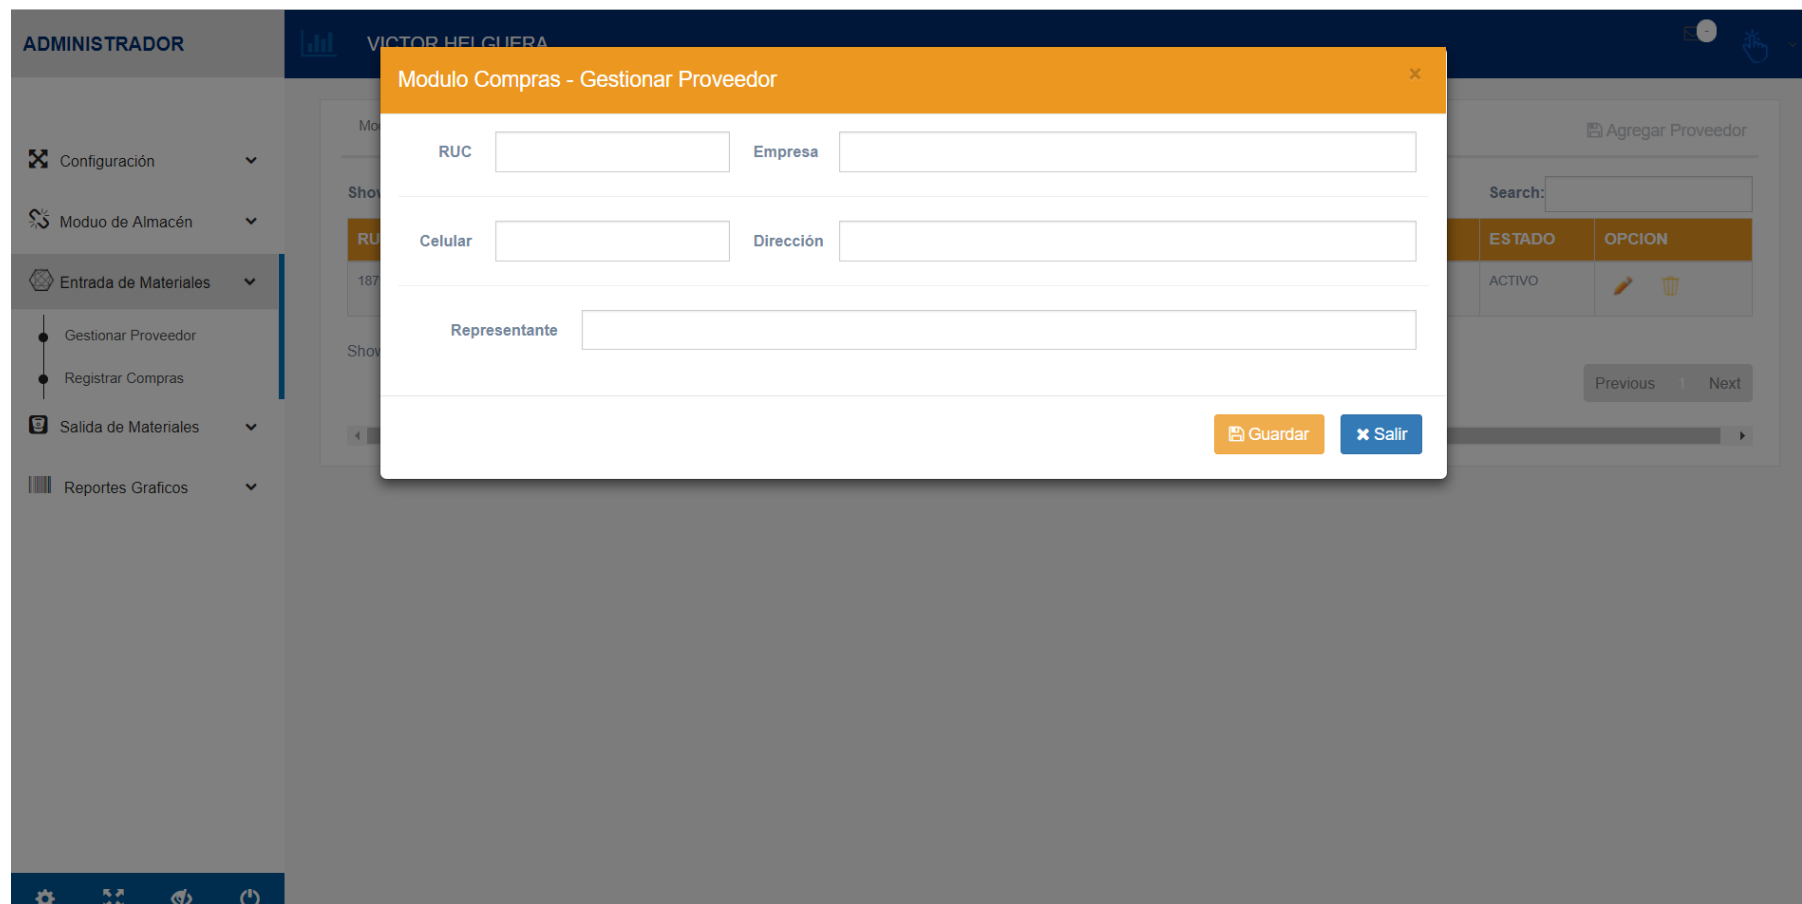 ADMINISTRADOR
VICTOR HELGUERA
-
Modulo Compras - Gestionar Proveedor
×
RUC
Empresa
Celular
Dirección
Representante
Guardar
Salir
Configuración
Moduo de Almacén
Entrada de Materiales
Gestionar Proveedor
Registrar Compras
Salida de Materiales
Reportes Graficos
Agregar Proveedor
Search:
ESTADO
OPCION
187
ACTIVO
Previous 1 Next